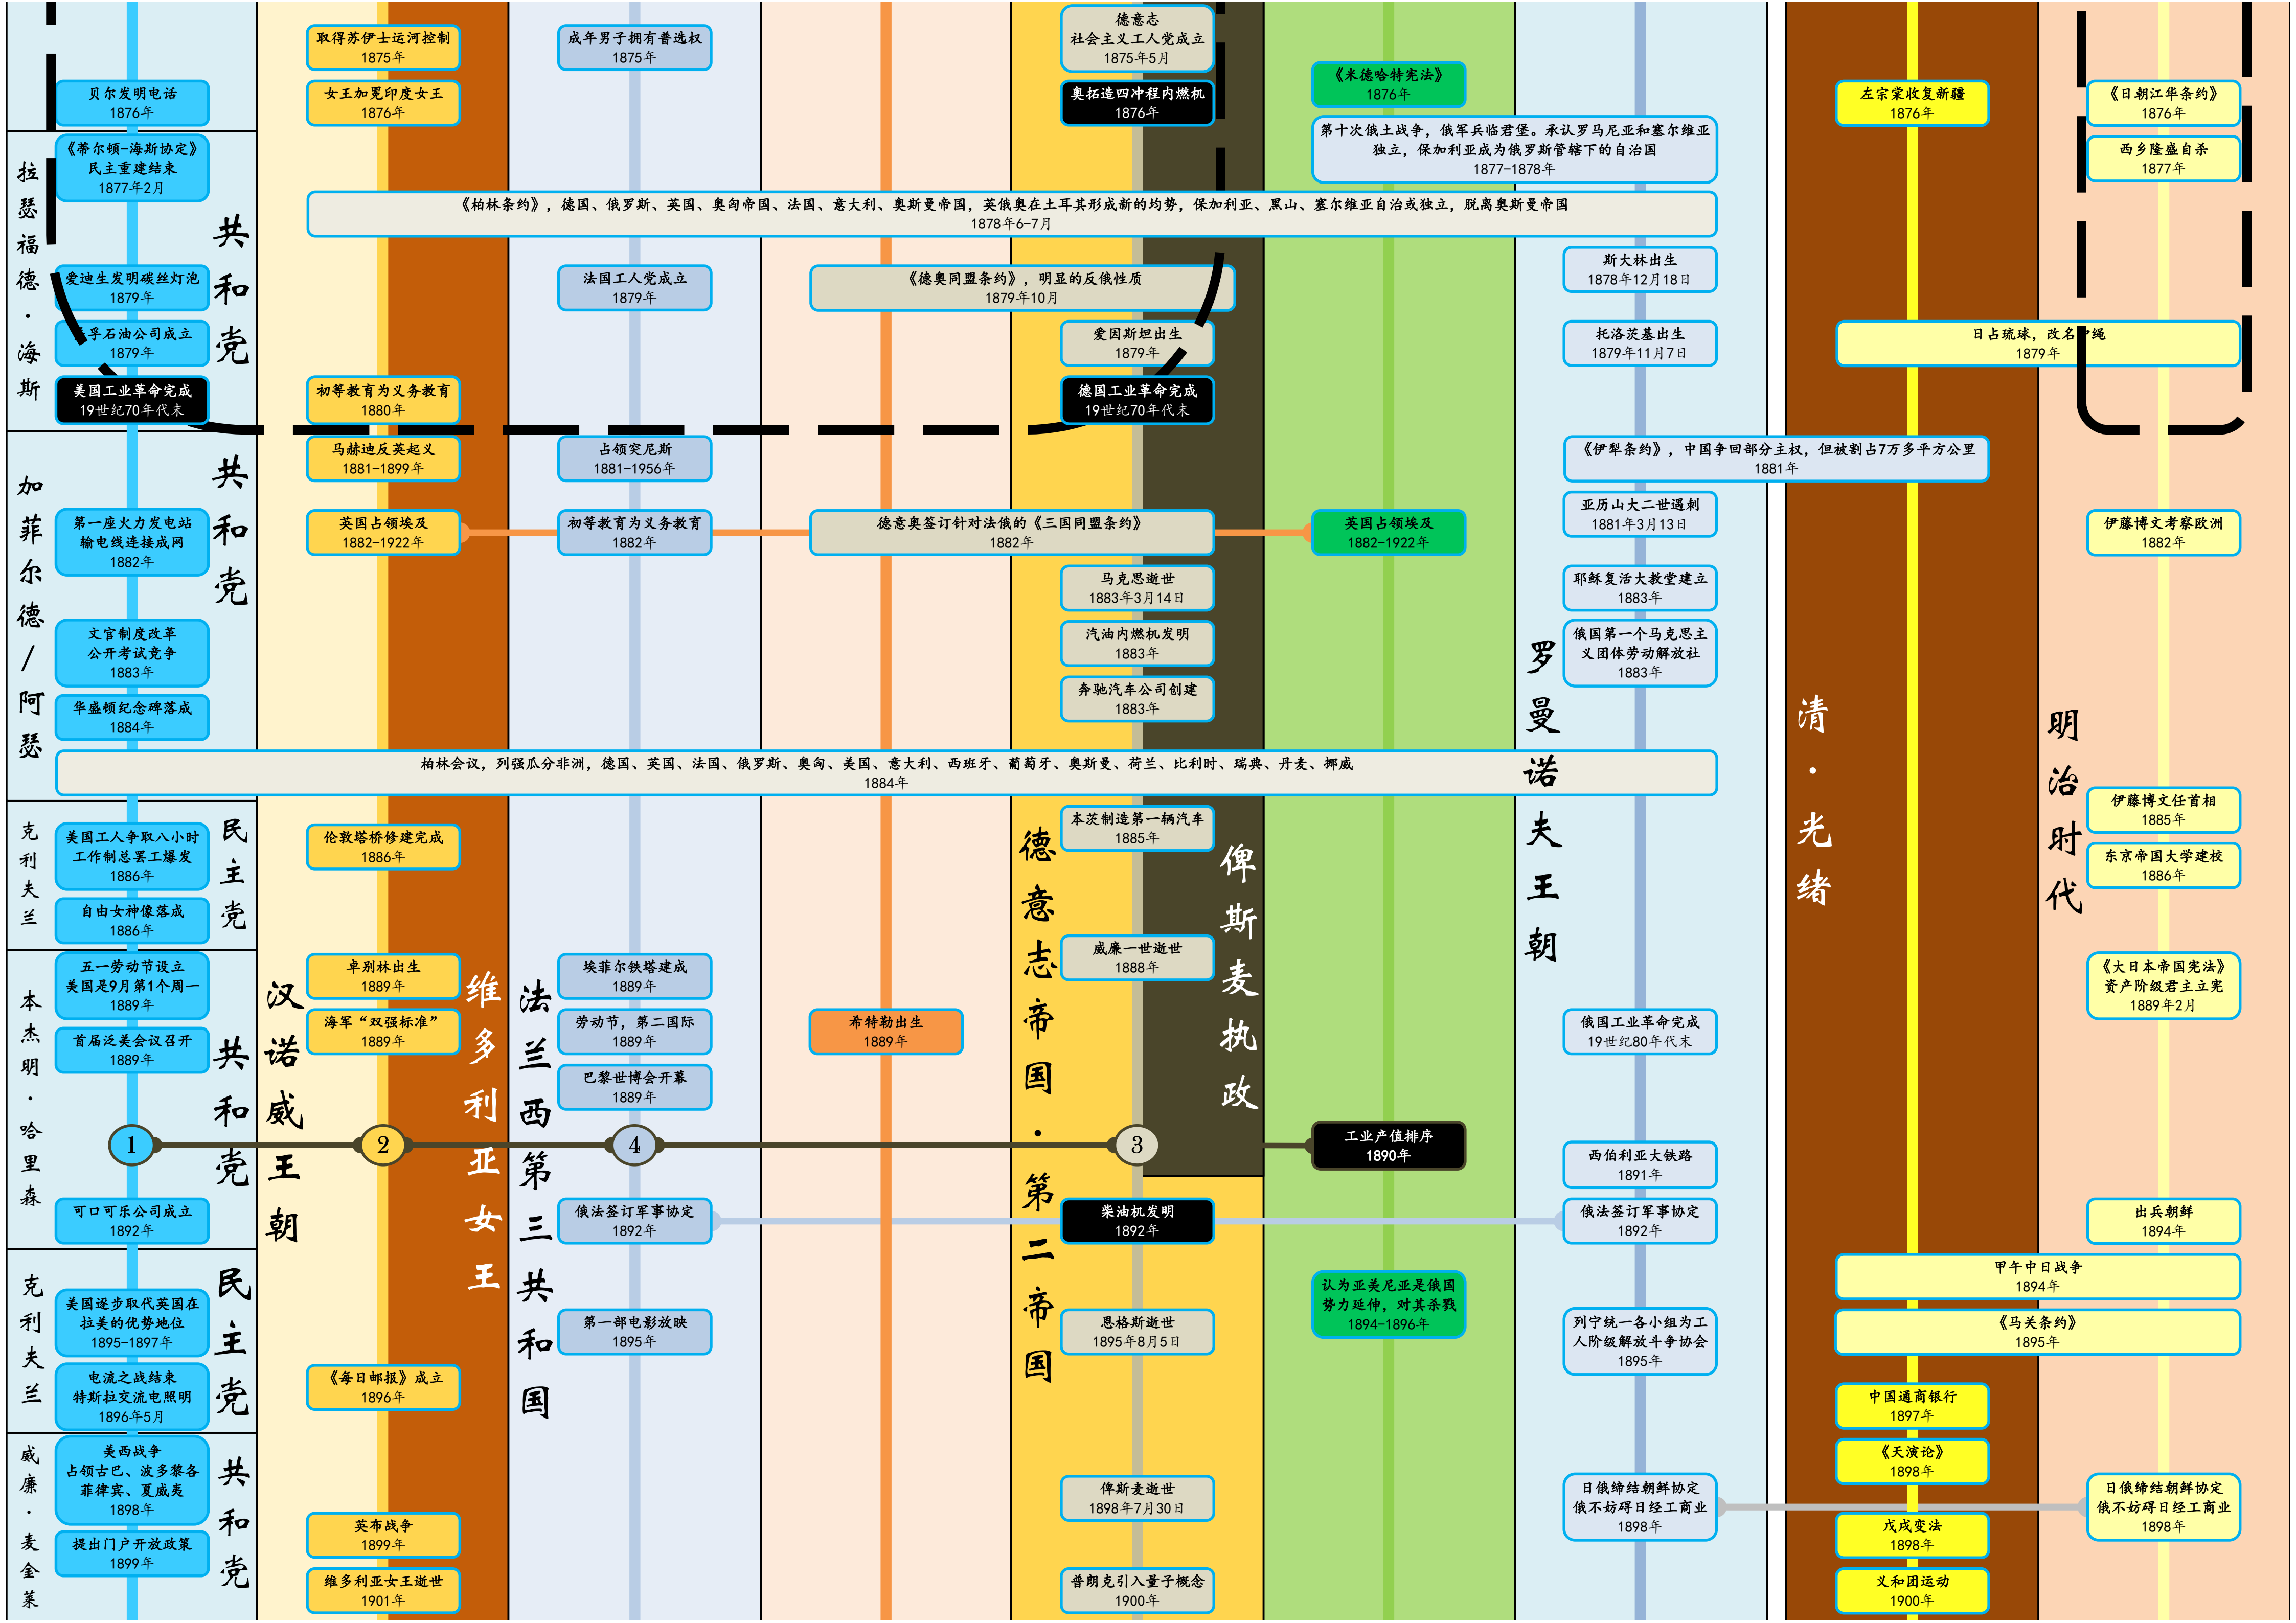 取得苏伊士运河控制
1875年
成年男子拥有普选权
1875年
德意志
社会主义工人党成立
1875年5月
《米德哈特宪法》
1876年
贝尔发明电话
1876年
女王加冕印度女王
1876年
奥拓造四冲程内燃机
1876年
左宗棠收复新疆
1876年
《日朝江华条约》
1876年
第十次俄土战争，俄军兵临君堡。承认罗马尼亚和塞尔维亚
独立，保加利亚成为俄罗斯管辖下的自治国
1877-1878年
《蒂尔顿-海斯协定》
民主重建结束
1877年2月
西乡隆盛自杀
1877年
拉瑟福德·海斯
共和党
《柏林条约》，德国、俄罗斯、英国、奥匈帝国、法国、意大利、奥斯曼帝国，英俄奥在土耳其形成新的均势，保加利亚、黑山、塞尔维亚自治或独立，脱离奥斯曼帝国
1878年6-7月
斯大林出生
1878年12月18日
爱迪生发明碳丝灯泡
1879年
法国工人党成立
1879年
《德奥同盟条约》，明显的反俄性质
1879年10月
孚石油公司成立
1879年
爱因斯坦出生
1879年
托洛茨基出生
1879年11月7日
日占琉球，改名冲绳
1879年
美国工业革命完成
19世纪70年代末
初等教育为义务教育
1880年
德国工业革命完成
19世纪70年代末
加菲尔德/阿瑟
共和党
马赫迪反英起义
1881-1899年
占领突尼斯
1881-1956年
《伊犁条约》，中国争回部分主权，但被割占7万多平方公里
1881年
亚历山大二世遇刺
1881年3月13日
第一座火力发电站
输电线连接成网
1882年
英国占领埃及
1882-1922年
初等教育为义务教育
1882年
德意奥签订针对法俄的《三国同盟条约》
1882年
英国占领埃及
1882-1922年
伊藤博文考察欧洲
1882年
马克思逝世
1883年3月14日
耶稣复活大教堂建立
1883年
文官制度改革
公开考试竞争
1883年
汽油内燃机发明
1883年
俄国第一个马克思主
义团体劳动解放社
1883年
奔驰汽车公司创建
1883年
华盛顿纪念碑落成
1884年
罗曼诺夫王朝
清·光绪
明治时代
柏林会议，列强瓜分非洲，德国、英国、法国、俄罗斯、奥匈、美国、意大利、西班牙、葡萄牙、奥斯曼、荷兰、比利时、瑞典、丹麦、挪威
1884年
克利夫兰
民主党
伊藤博文任首相
1885年
本茨制造第一辆汽车
1885年
美国工人争取八小时
工作制总罢工爆发
1886年
伦敦塔桥修建完成
1886年
东京帝国大学建校
1886年
自由女神像落成
1886年
德意志帝国·第二帝国
俾斯麦执政
威廉一世逝世
1888年
本杰明·哈里森
共和党
五一劳动节设立
美国是9月第1个周一
1889年
卓别林出生
1889年
埃菲尔铁塔建成
1889年
《大日本帝国宪法》
资产阶级君主立宪
1889年2月
汉诺威王朝
维多利亚女王
法兰西第三共和国
首届泛美会议召开
1889年
海军“双强标准”
1889年
劳动节，第二国际
1889年
希特勒出生
1889年
俄国工业革命完成
19世纪80年代末
巴黎世博会开幕
1889年
1
2
4
3
工业产值排序
1890年
西伯利亚大铁路
1891年
可口可乐公司成立
1892年
俄法签订军事协定
1892年
柴油机发明
1892年
俄法签订军事协定
1892年
出兵朝鲜
1894年
克利夫兰
民主党
甲午中日战争
1894年
美国逐步取代英国在
拉美的优势地位
1895-1897年
认为亚美尼亚是俄国
势力延伸，对其杀戮
1894-1896年
第一部电影放映
1895年
恩格斯逝世
1895年8月5日
列宁统一各小组为工
人阶级解放斗争协会
1895年
《马关条约》
1895年
电流之战结束
特斯拉交流电照明
1896年5月
《每日邮报》成立
1896年
中国通商银行
1897年
威廉·麦金莱
共和党
美西战争
占领古巴、波多黎各
菲律宾、夏威夷
1898年
《天演论》
1898年
俾斯麦逝世
1898年7月30日
日俄缔结朝鲜协定
俄不妨碍日经工商业
1898年
日俄缔结朝鲜协定
俄不妨碍日经工商业
1898年
戊戌变法
1898年
提出门户开放政策
1899年
英布战争
1899年
维多利亚女王逝世
1901年
普朗克引入量子概念
1900年
义和团运动
1900年